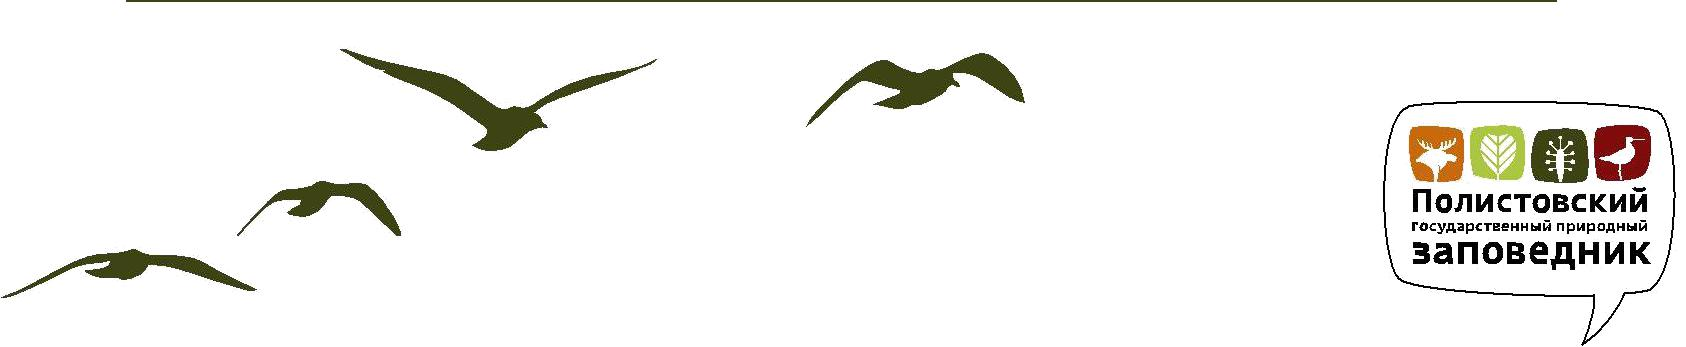 Полистовский
государственный природный
заповедник